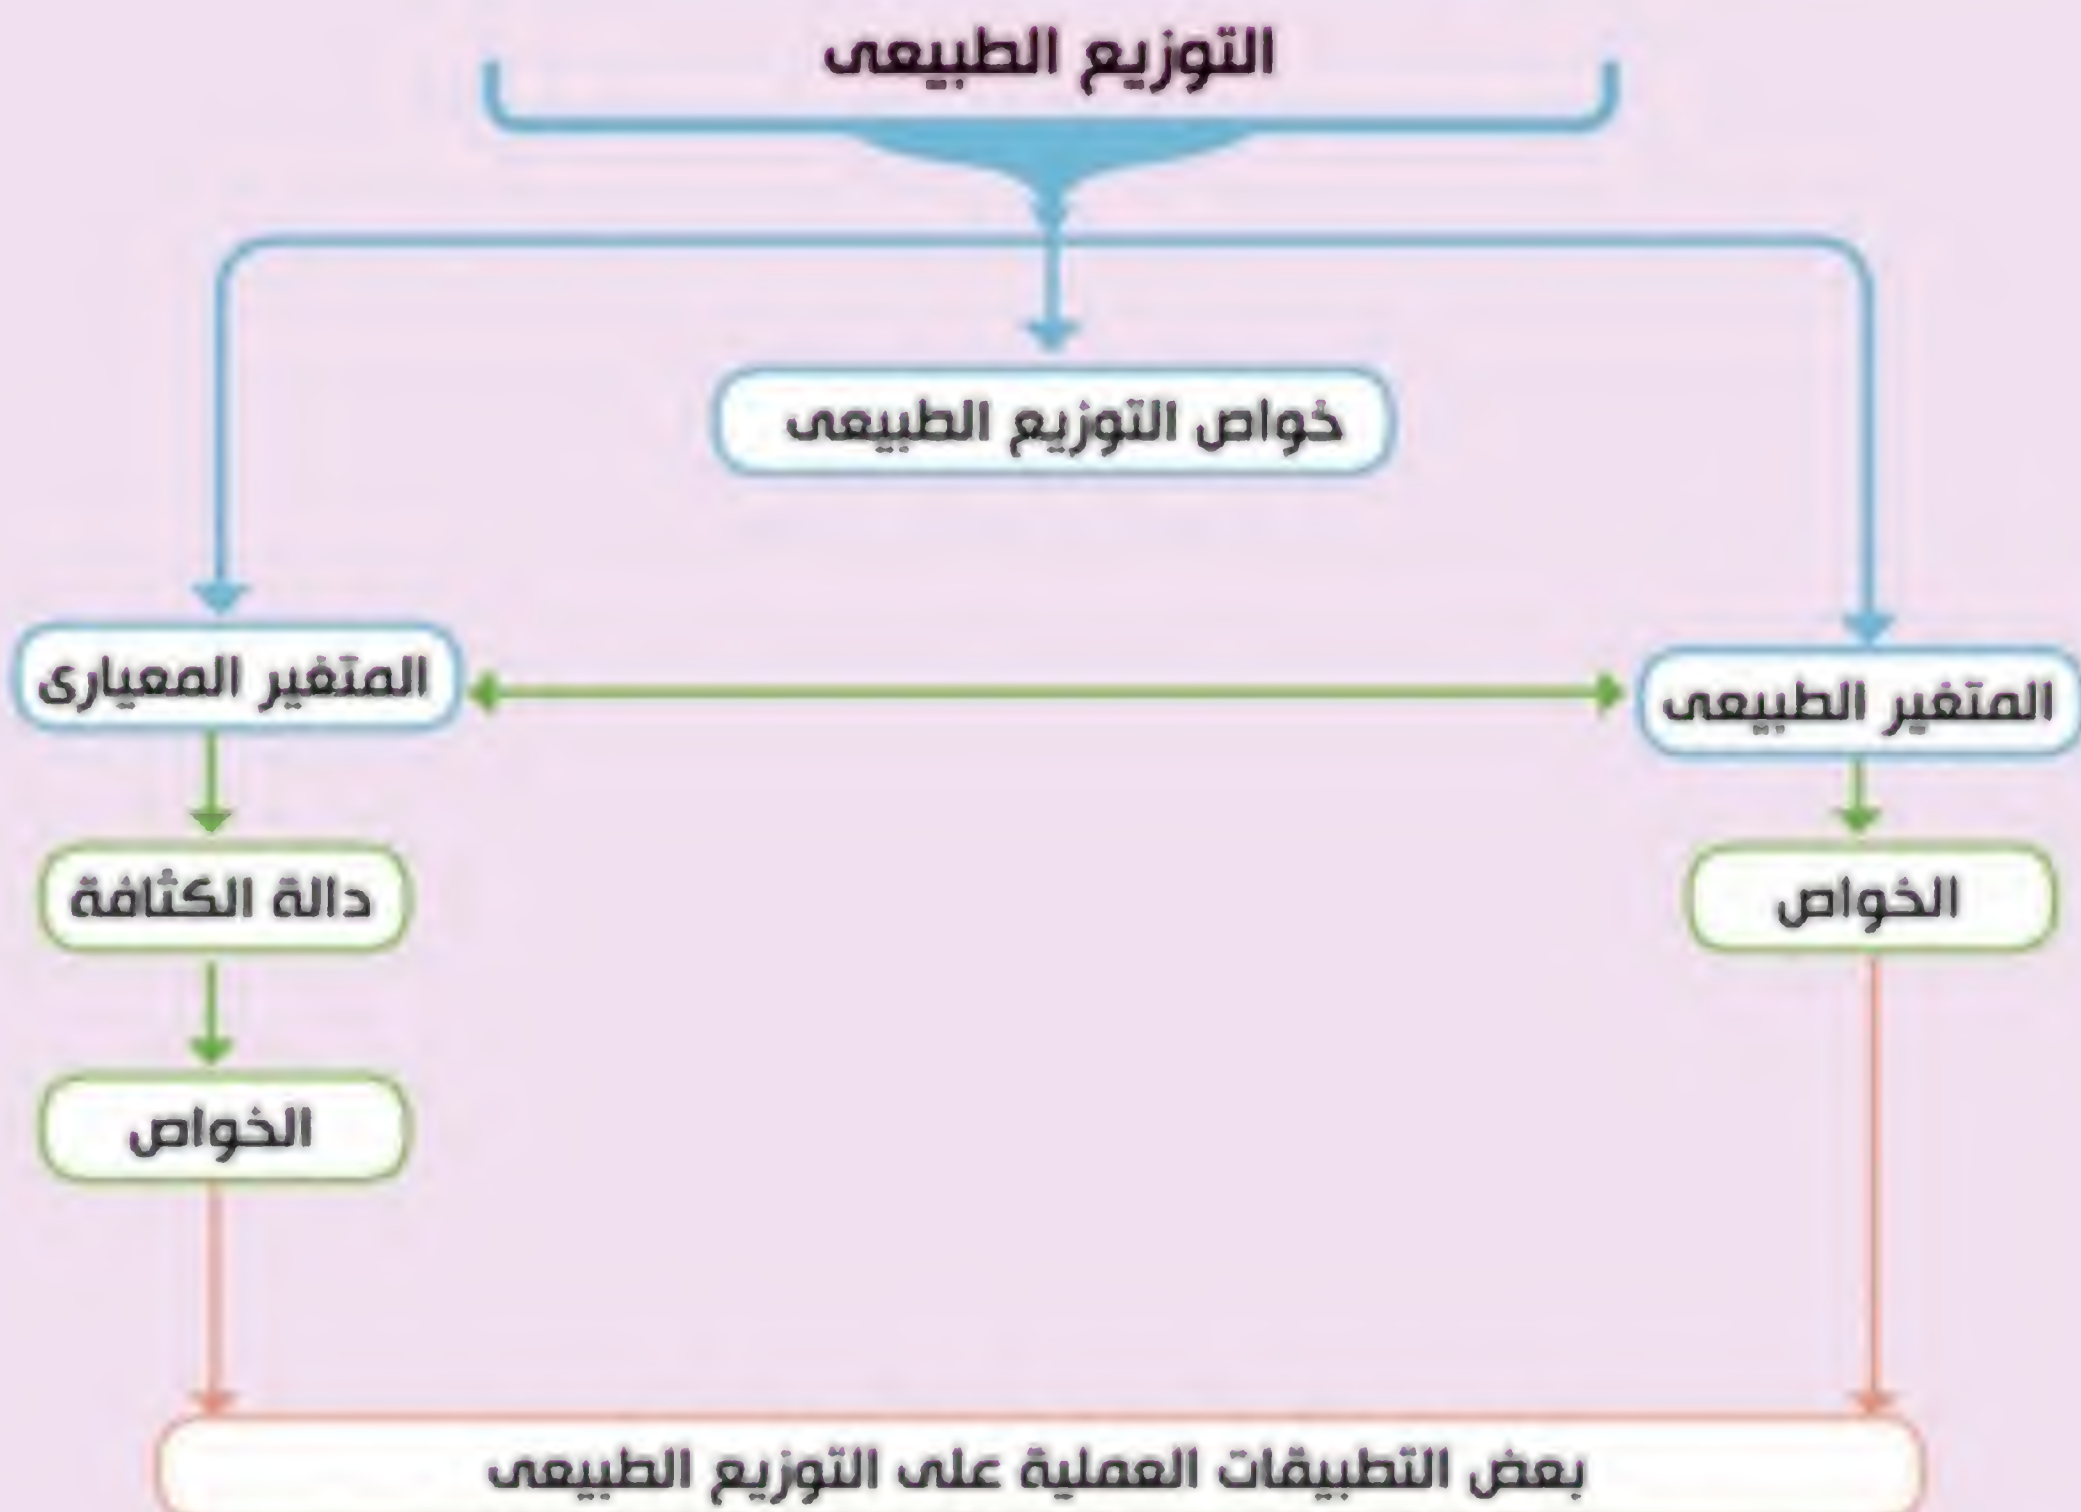 التوزيع الطبيعى
خواص التوزيع الطبيعى
المتغير الطبيعى
المتغير المعيارى
الخواص
دالة الكثافة
الخواص
بعض التطبيقات العملية على التوزيع الطبيعى